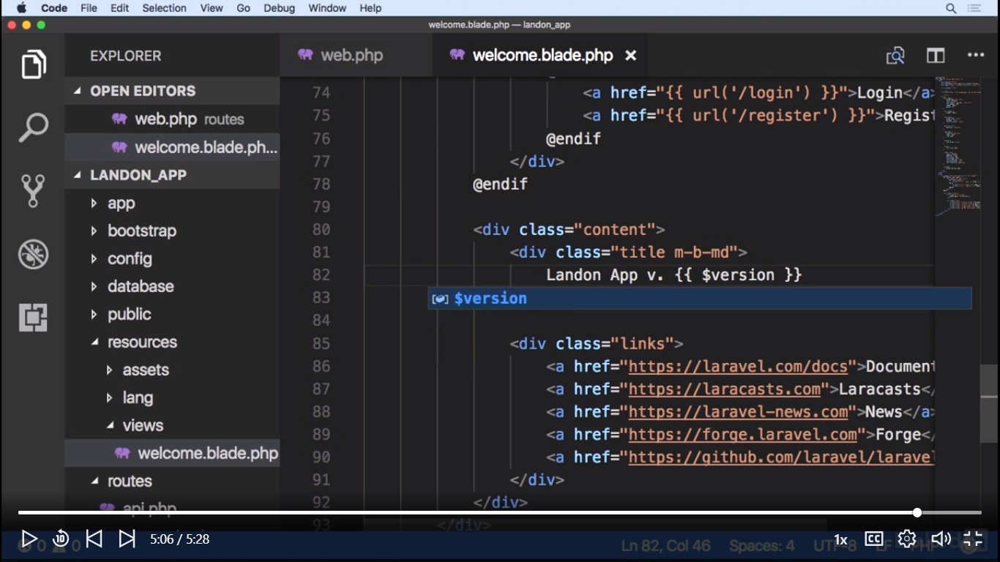 Code File Edit Selection View Go Debug Window Help
welcome.blade.php — landon_app
EXPLORER
OPEN EDITORS
web.php routes
welcome.blade.ph...
LANDON_APP
app
bootstrap
config
database
public
resources
assets
lang
views
welcome.blade.php
routes
api.php
web.php
welcome.blade.php
74 <a href="{{ url('/login') }}">Login</a>
75 <a href="{{ url('/register') }}">Regist
76 @endif
77 </div>
78 @endif
79
80 <div class="content">
81 <div class="title m-b-md">
82 Landon App v. {{ $version }}
83 $version
84
85 <div class="links">
86 <a href="https://laravel.com/docs">Document
87 <a href="https://laracasts.com">Laracasts</
88 <a href="https://laravel-news.com">News</a>
89 <a href="https://forge.laravel.com">Forge</
90 <a href="https://github.com/laravel/larave
91 </div>
92 </div>
93 </div>
0 0 Ln 82, Col 46 Spaces: 4 UTF-8 LF PHP
10 5:06 / 5:28 1x CC